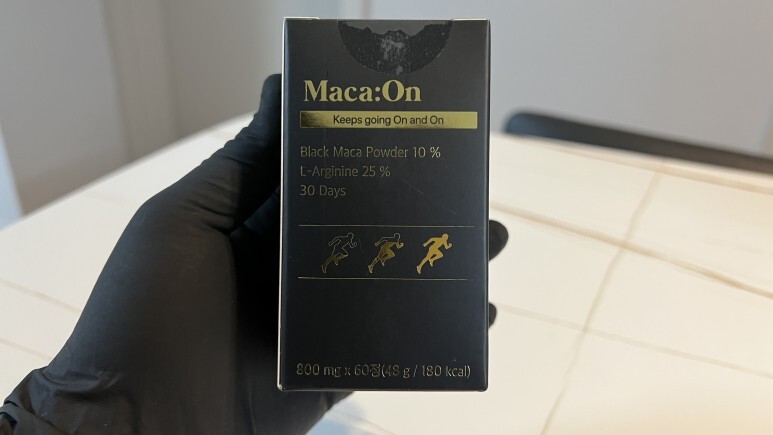 Maca:On
Keeps going On and On
Black Maca Powder 10 %
L-Arginine 25 %
30 Days
800 mg x 60정(48 g / 180 kcal)